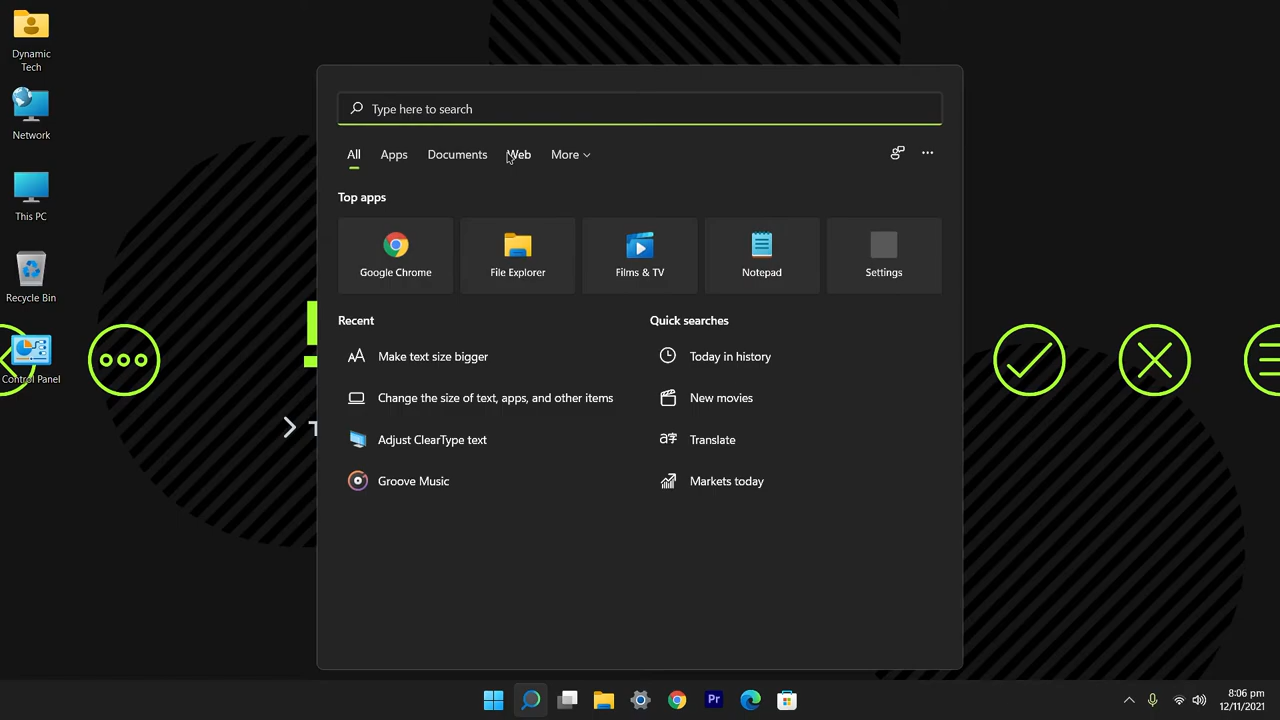 Dynamic
Tech
Network
This PC
Recycle Bin
Control Panel
Type here to search
All Apps Documents Web More
Top apps
Google Chrome File Explorer Films & TV Notepad Settings
Recent
Make text size bigger
Change the size of text, apps, and other items
Adjust ClearType text
Groove Music
Quick searches
Today in history
New movies
Translate
Markets today
Pr
8:06 pm
12/11/2021